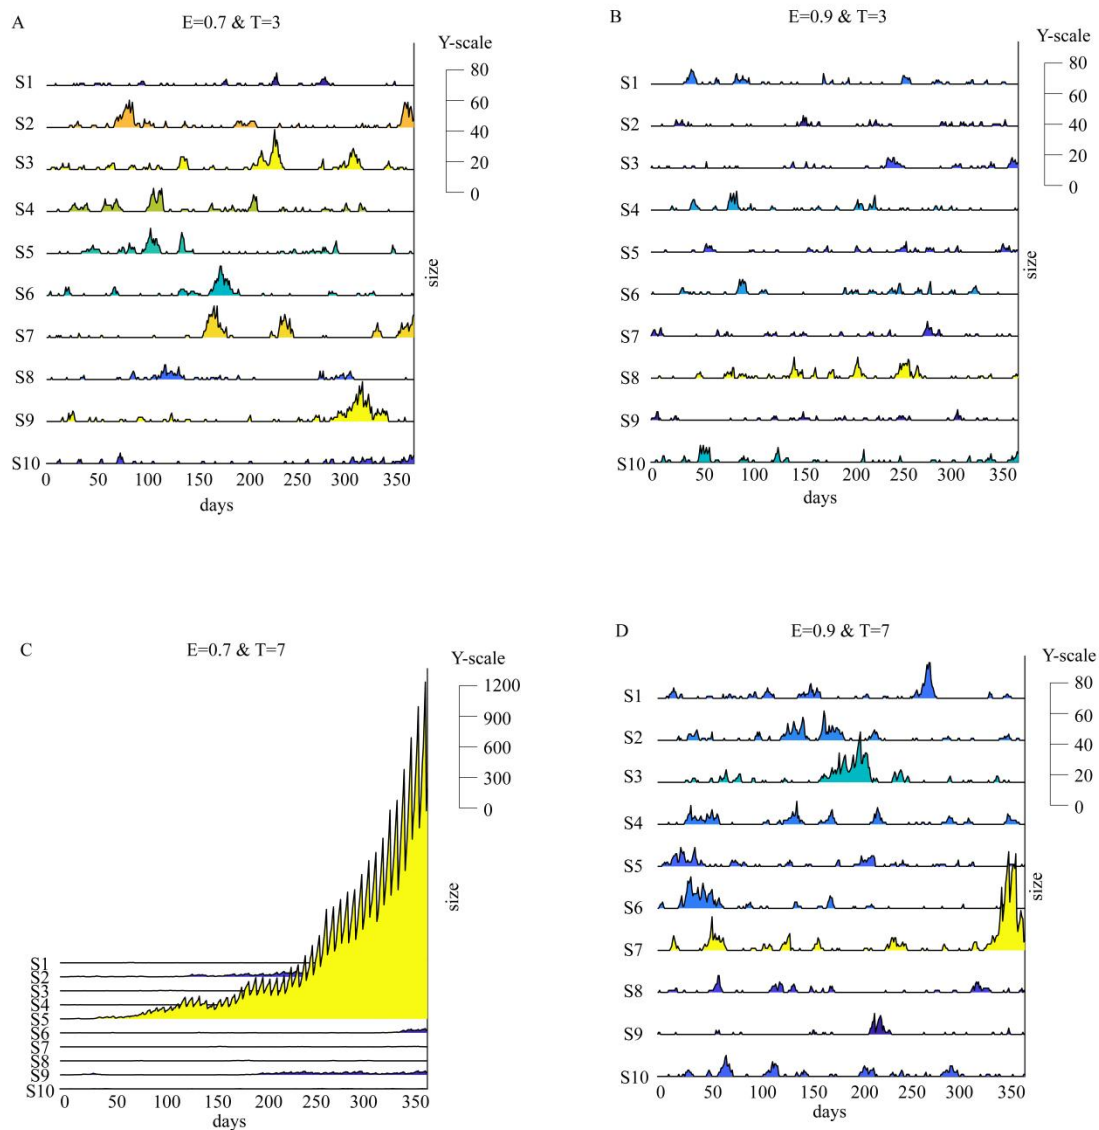 A
E=0.7 & T=3
Y-scale
80
60
40
20
0
size
S1
S2
S3
S4
S5
S6
S7
S8
S9
S10
0 50 100 150 200 250 300 350
days
B
E=0.9 & T=3
Y-scale
80
60
40
20
0
size
S1
S2
S3
S4
S5
S6
S7
S8
S9
S10
0 50 100 150 200 250 300 350
days
C
E=0.7 & T=7
Y-scale
1200
900
600
300
0
size
S1
S2
S3
S4
S5
S6
S7
S8
S9
S10
0 50 100 150 200 250 300 350
days
D
E=0.9 & T=7
Y-scale
80
60
40
20
0
size
S1
S2
S3
S4
S5
S6
S7
S8
S9
S10
0 50 100 150 200 250 300 350
days